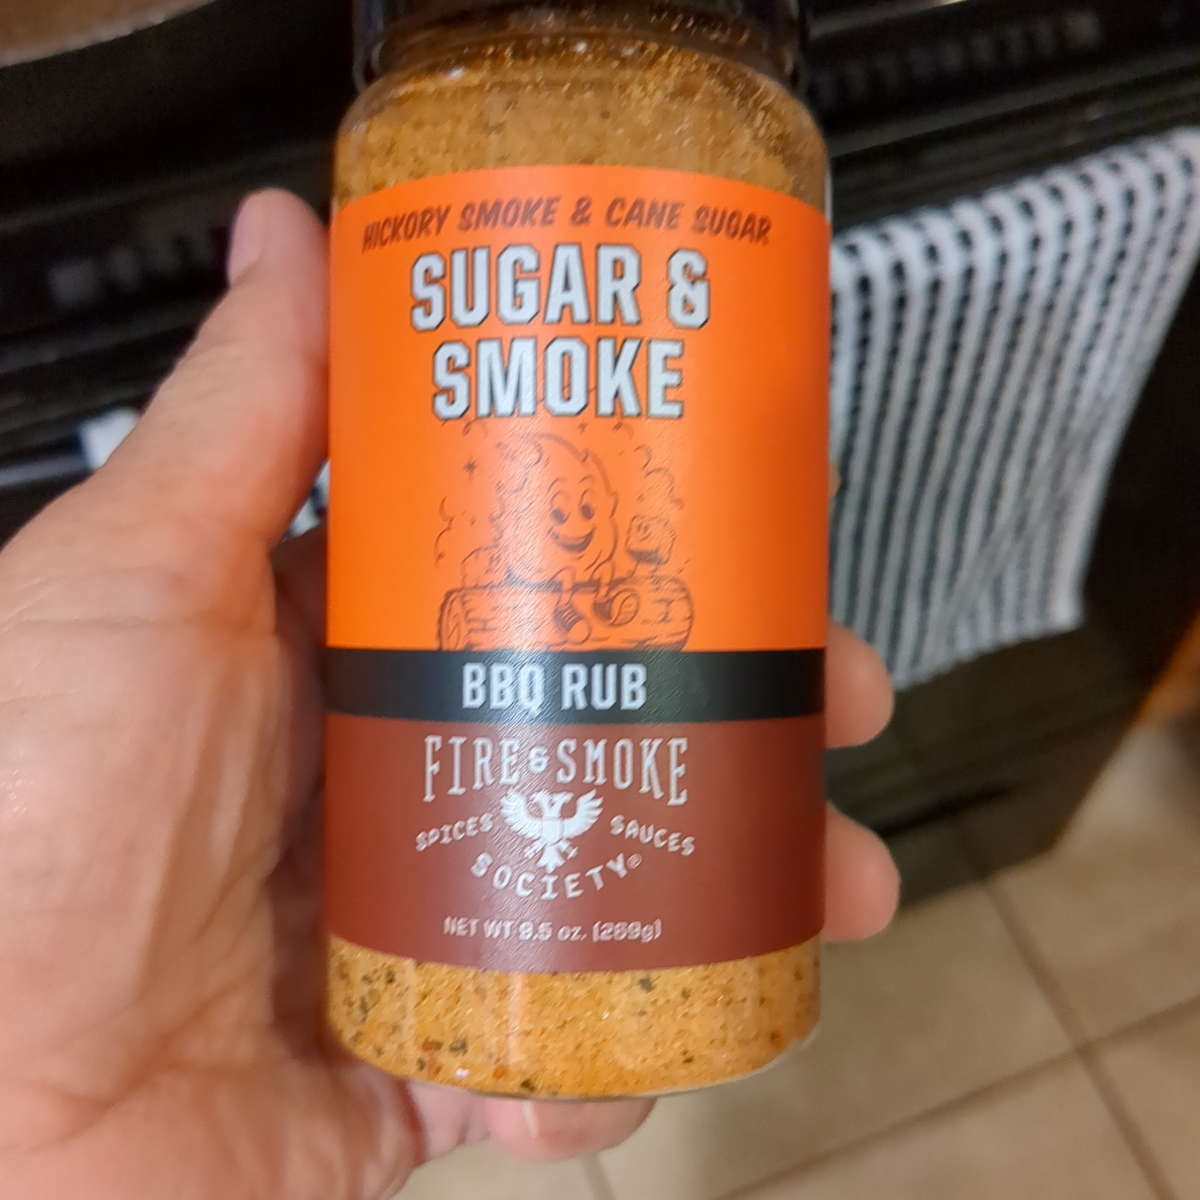 HICKORY SMOKE & CANE SUGAR
SUGAR &
SMOKE
BBQ RUB
FIRE & SMOKE
SPICES SAUCES
SOCIETY®
NET WT 9.5 oz. (269g)